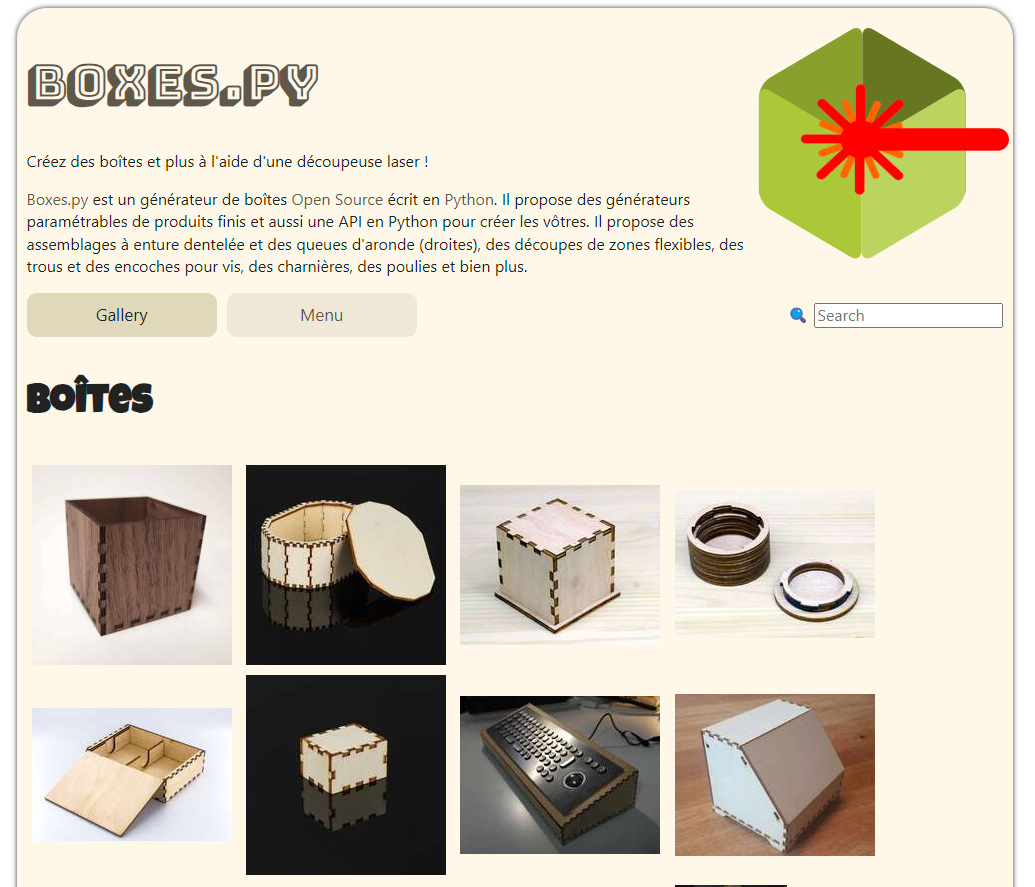 BOXES.PY
Créez des boîtes et plus à l'aide d'une découpeuse laser !
Boxes.py est un générateur de boîtes Open Source écrit en Python. Il propose des générateurs
paramétrables de produits finis et aussi une API en Python pour créer les vôtres. Il propose des
assemblages à enture dentelée et des queues d'aronde (droites), des découpes de zones flexibles, des
trous et des encoches pour vis, des charnières, des poulies et bien plus.
Gallery
Menu
Search
Boîtes